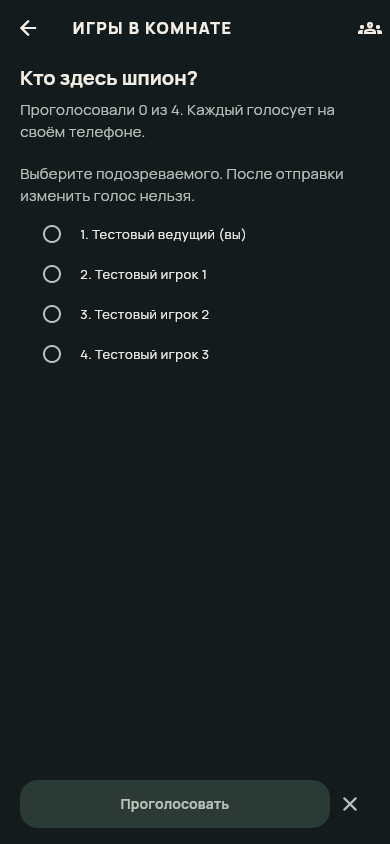 ИГРЫ В КОМНАТЕ
Кто здесь шпион?
Проголосовали 0 из 4. Каждый голосует на
своём телефоне.
Выберите подозреваемого. После отправки
изменить голос нельзя.
1. Тестовый ведущий (вы)
2. Тестовый игрок 1
3. Тестовый игрок 2
4. Тестовый игрок 3
Проголосовать